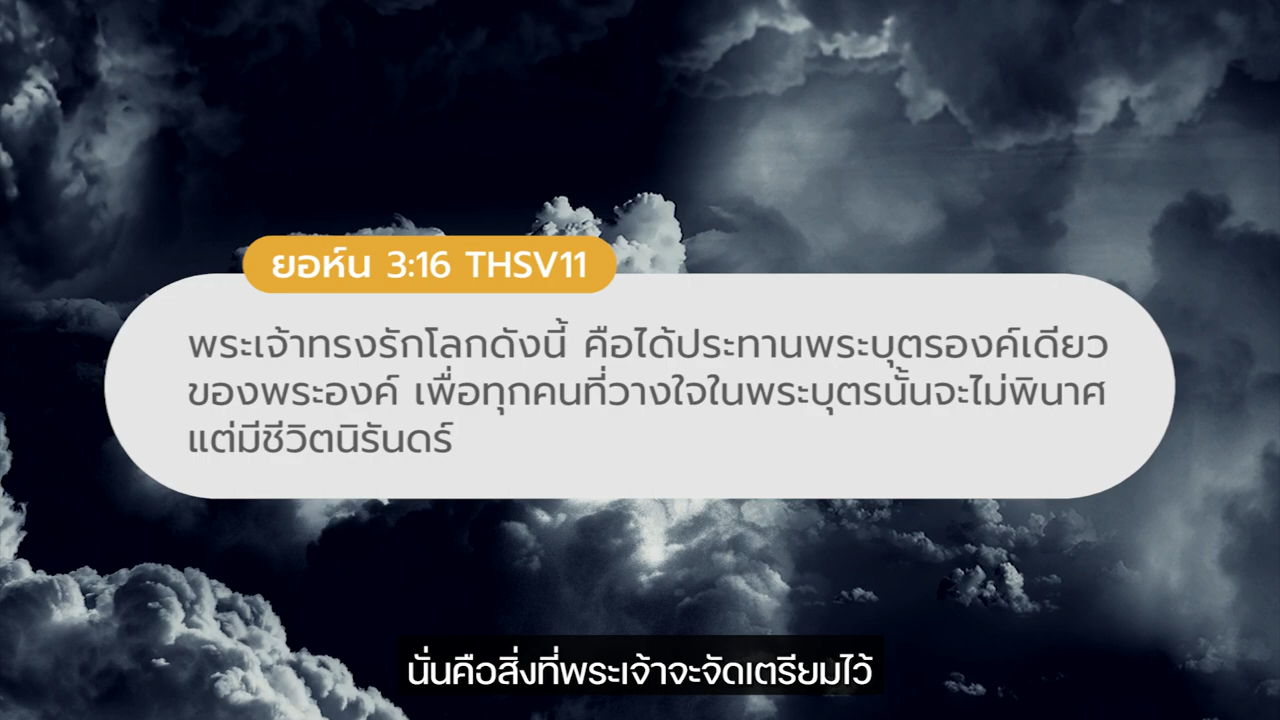 ยอห์น 3:16 THSV11
พระเจ้าทรงรักโลกดังนี้ คือได้ประทานพระบุตรองค์เดียว
ของพระองค์ เพื่อทุกคนที่วางใจในพระบุตรนั้นจะไม่พินาศ
แต่มีชีวิตนิรันดร์
นั่นคือสิ่งที่พระเจ้าจะจัดเตรียมไว้